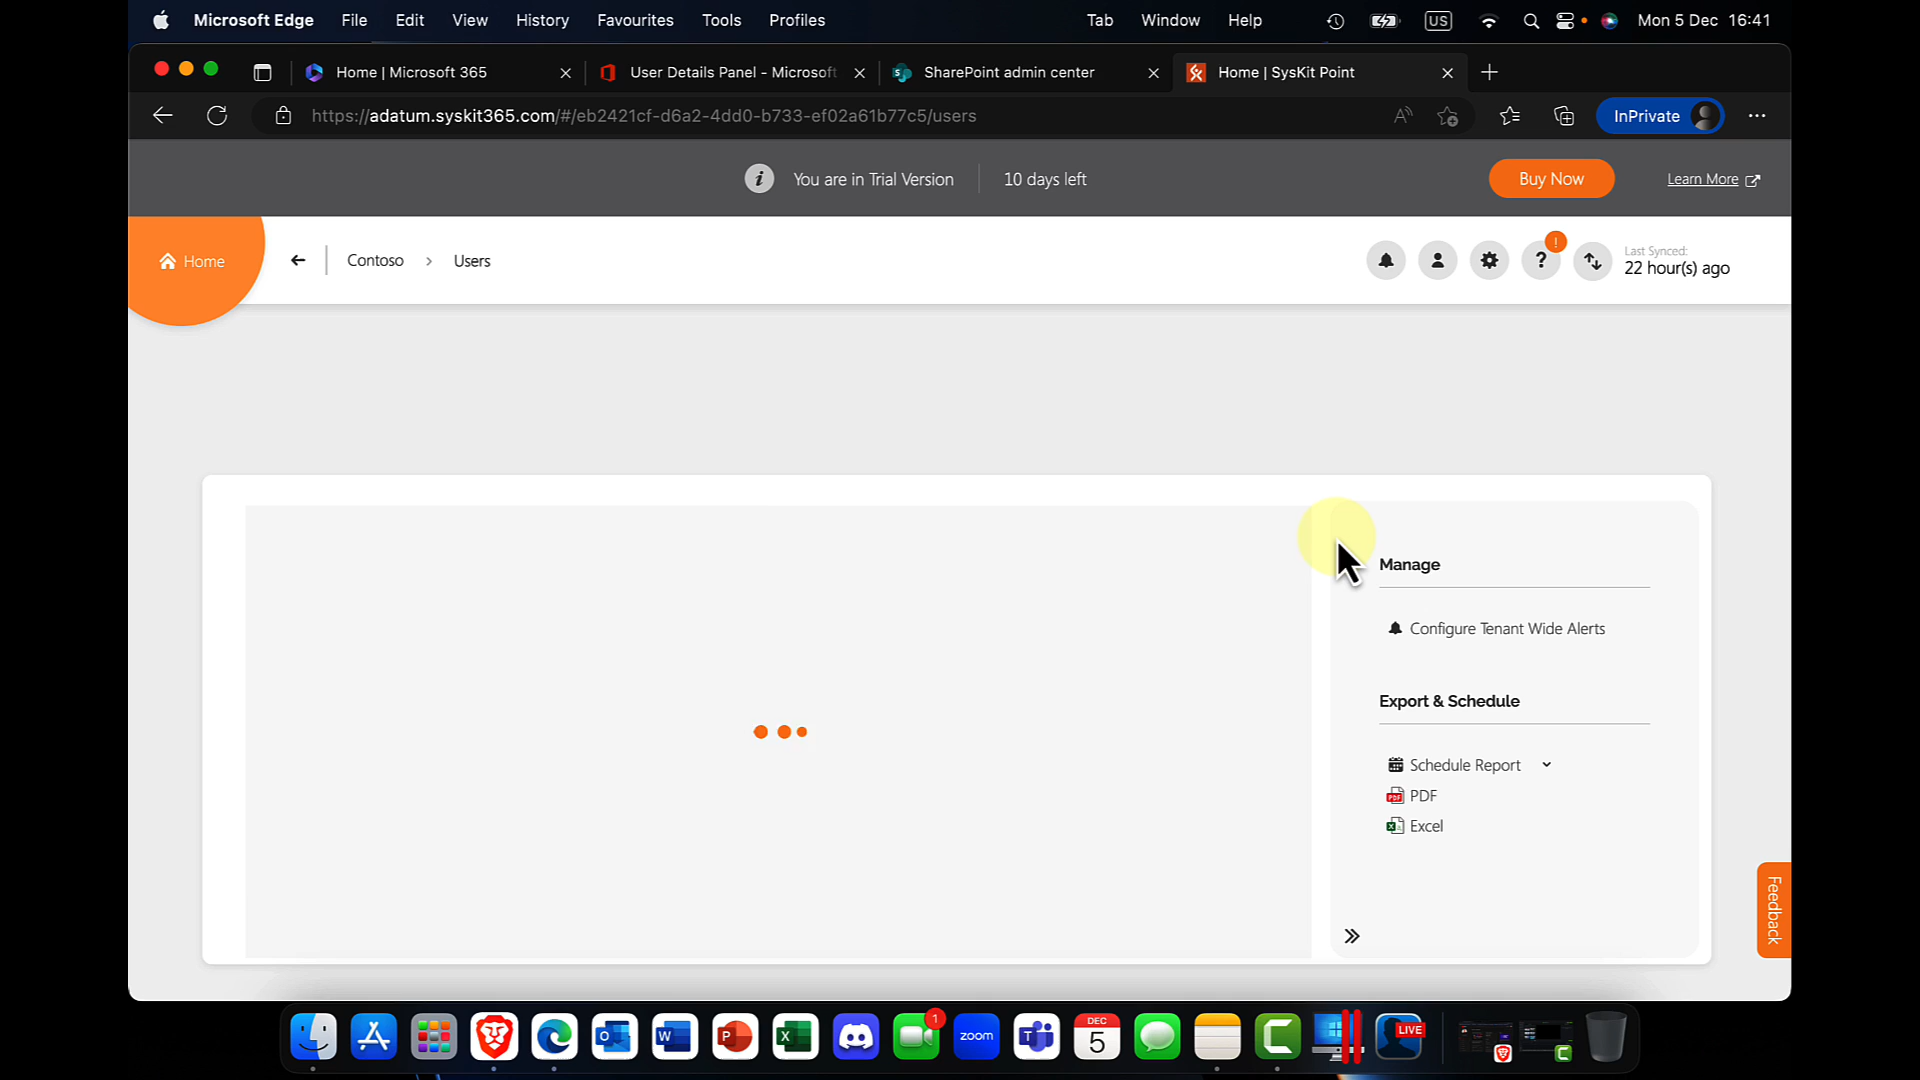 Microsoft Edge File Edit View History Favourites Tools Profiles Tab Window Help US Mon 5 Dec 16:41
Home | Microsoft 365 User Details Panel - Microsoft SharePoint admin center Home | SysKit Point
https://adatum.syskit365.com/#/eb2421cf-d6a2-4dd0-b733-ef02a61b77c5/users InPrivate
You are in Trial Version 10 days left Buy Now Learn More
Home Contoso > Users Last Synced:
22 hour(s) ago
Manage
Configure Tenant Wide Alerts
Export & Schedule
Schedule Report
PDF
Excel
Feedback
1
zoom
DEC
5
LIVE